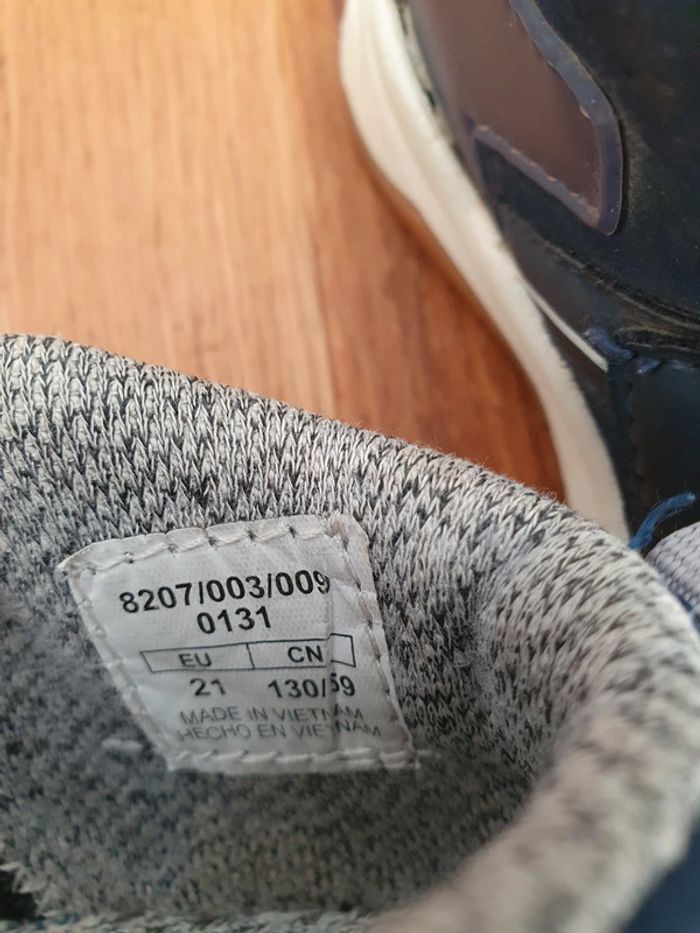 8207/003/009
0131
EU CN
21 130/59
MADE IN VIETNAM
HECHO EN VIETNAM